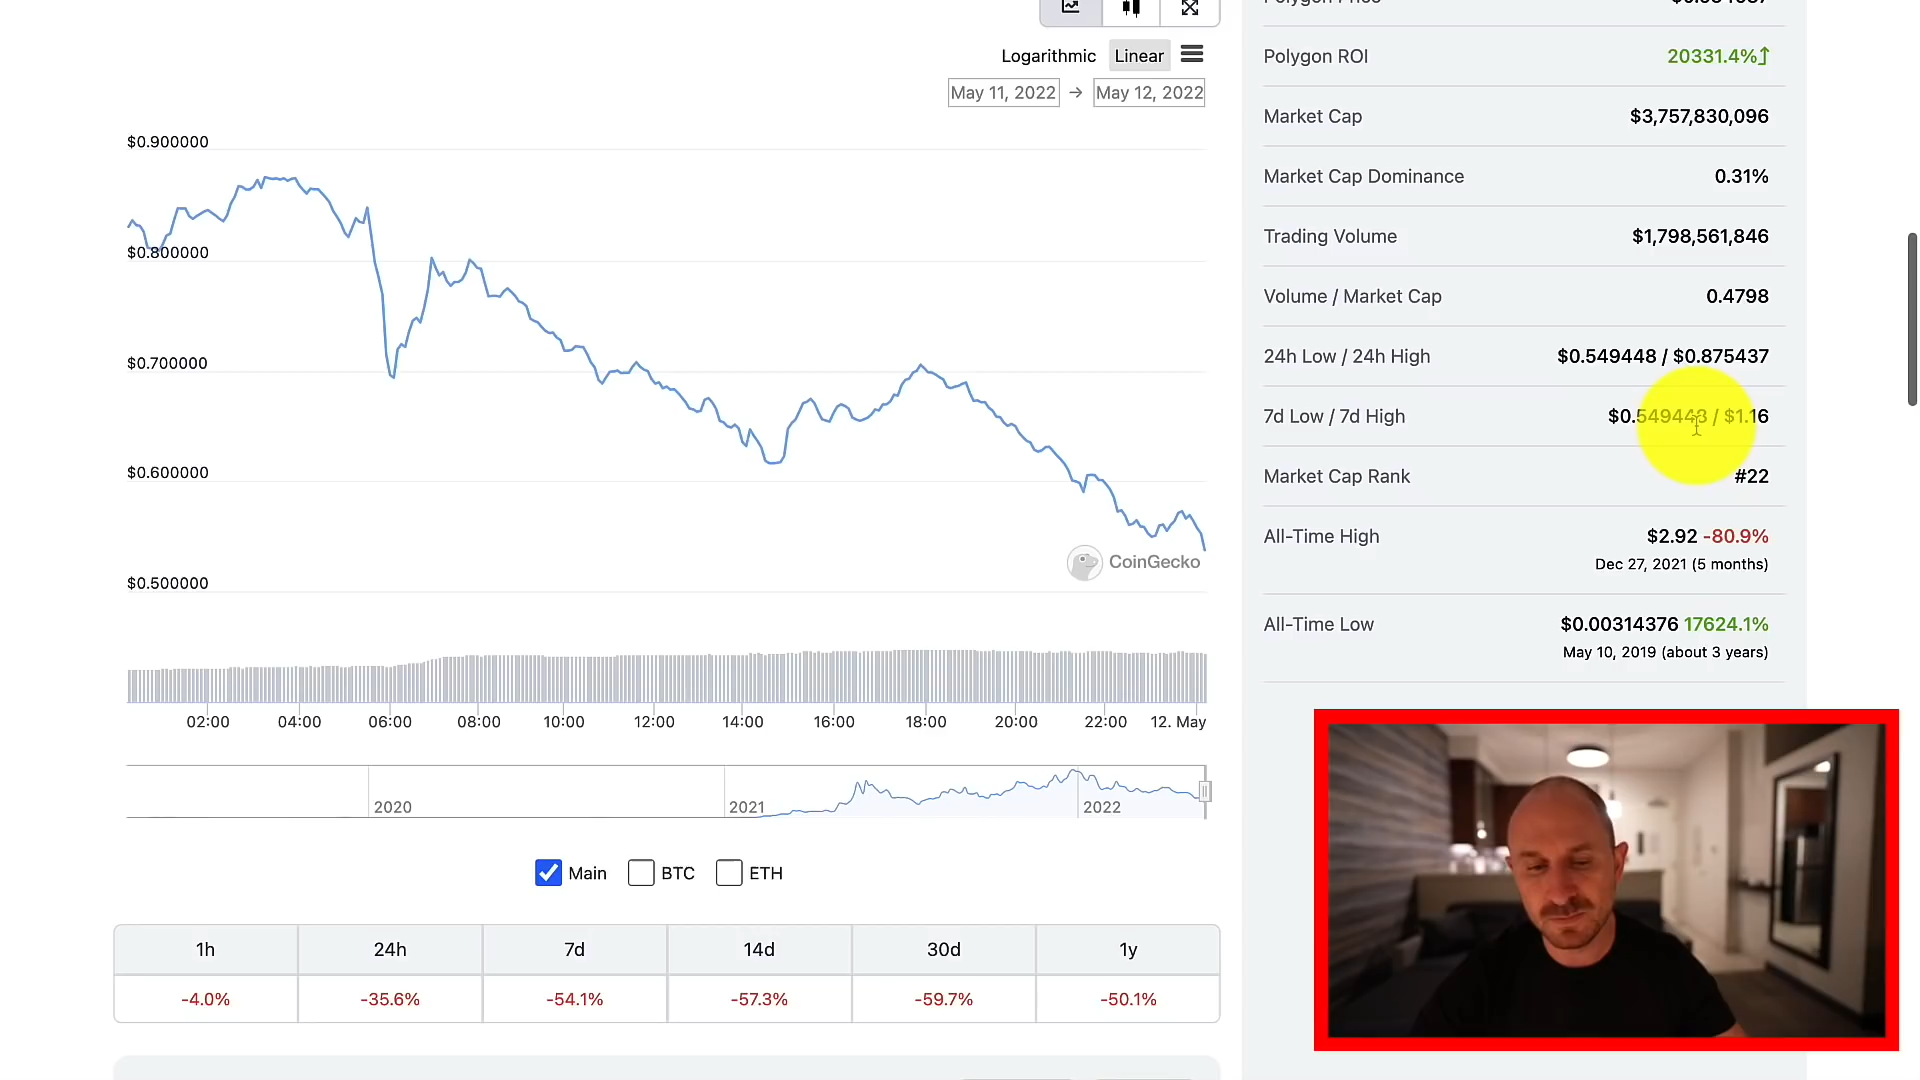 Logarithmic Linear
May 11, 2022 → May 12, 2022
$0.900000
$0.800000
$0.700000
$0.600000
$0.500000
CoinGecko
02:00 04:00 06:00 08:00 10:00 12:00 14:00 16:00 18:00 20:00 22:00 12. May
2020 2021 2022
Main BTC ETH
1h 24h 7d 14d 30d 1y
-4.0% -35.6% -54.1% -57.3% -59.7% -50.1%
Polygon ROI 20331.4%
Market Cap $3,757,830,096
Market Cap Dominance 0.31%
Trading Volume $1,798,561,846
Volume / Market Cap 0.4798
24h Low / 24h High $0.549448 / $0.875437
7d Low / 7d High $0.549448 / $1.16
Market Cap Rank #22
All-Time High $2.92 -80.9%
Dec 27, 2021 (5 months)
All-Time Low $0.00314376 17624.1%
May 10, 2019 (about 3 years)